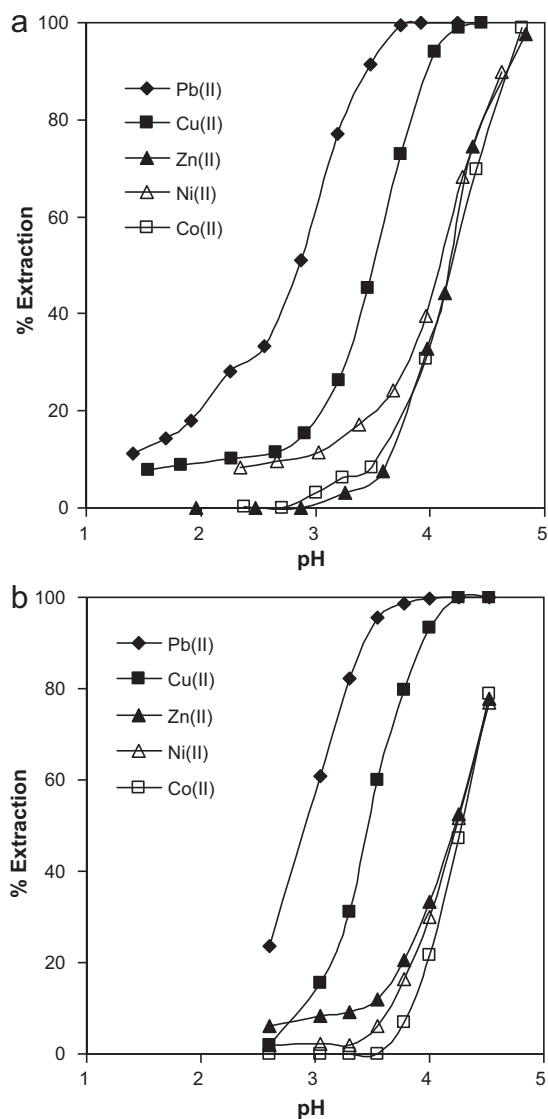 a
100
80
60
40
20
0
% Extraction
Pb(II)
Cu(II)
Zn(II)
Ni(II)
Co(II)
1 2 3 4 5
pH
b
100
80
60
40
20
0
% Extraction
Pb(II)
Cu(II)
Zn(II)
Ni(II)
Co(II)
1 2 3 4 5
pH